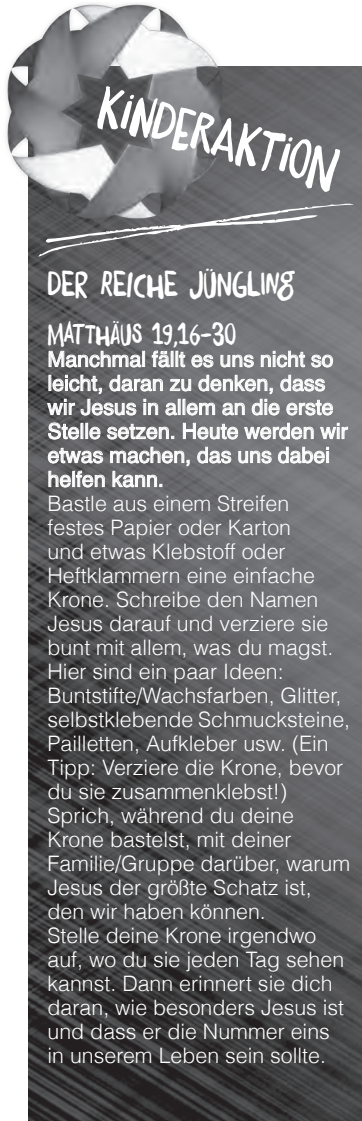 KINDERAKTION
DER REICHE JÜNGLING
MATTHÄUS 19,16-30
Manchmal fällt es uns nicht so
leicht, daran zu denken, dass
wir Jesus in allem an die erste
Stelle setzen. Heute werden wir
etwas machen, das uns dabei
helfen kann.
Bastle aus einem Streifen
festes Papier oder Karton
und etwas Klebstoff oder
Heftklammern eine einfache
Krone. Schreibe den Namen
Jesus darauf und verziere sie
bunt mit allem, was du magst.
Hier sind ein paar Ideen:
Buntstifte/Wachsfarben, Glitter,
selbstklebende Schmucksteine,
Pailletten, Aufkleber usw. (Ein
Tipp: Verziere die Krone, bevor
du sie zusammenklebst!)
Sprich, während du deine
Krone bastelst, mit deiner
Familie/Gruppe darüber, warum
Jesus der größte Schatz ist,
den wir haben können.
Stelle deine Krone irgendwo
auf, wo du sie jeden Tag sehen
kannst. Dann erinnert sie dich
daran, wie besonders Jesus ist
und dass er die Nummer eins
in unserem Leben sein sollte.